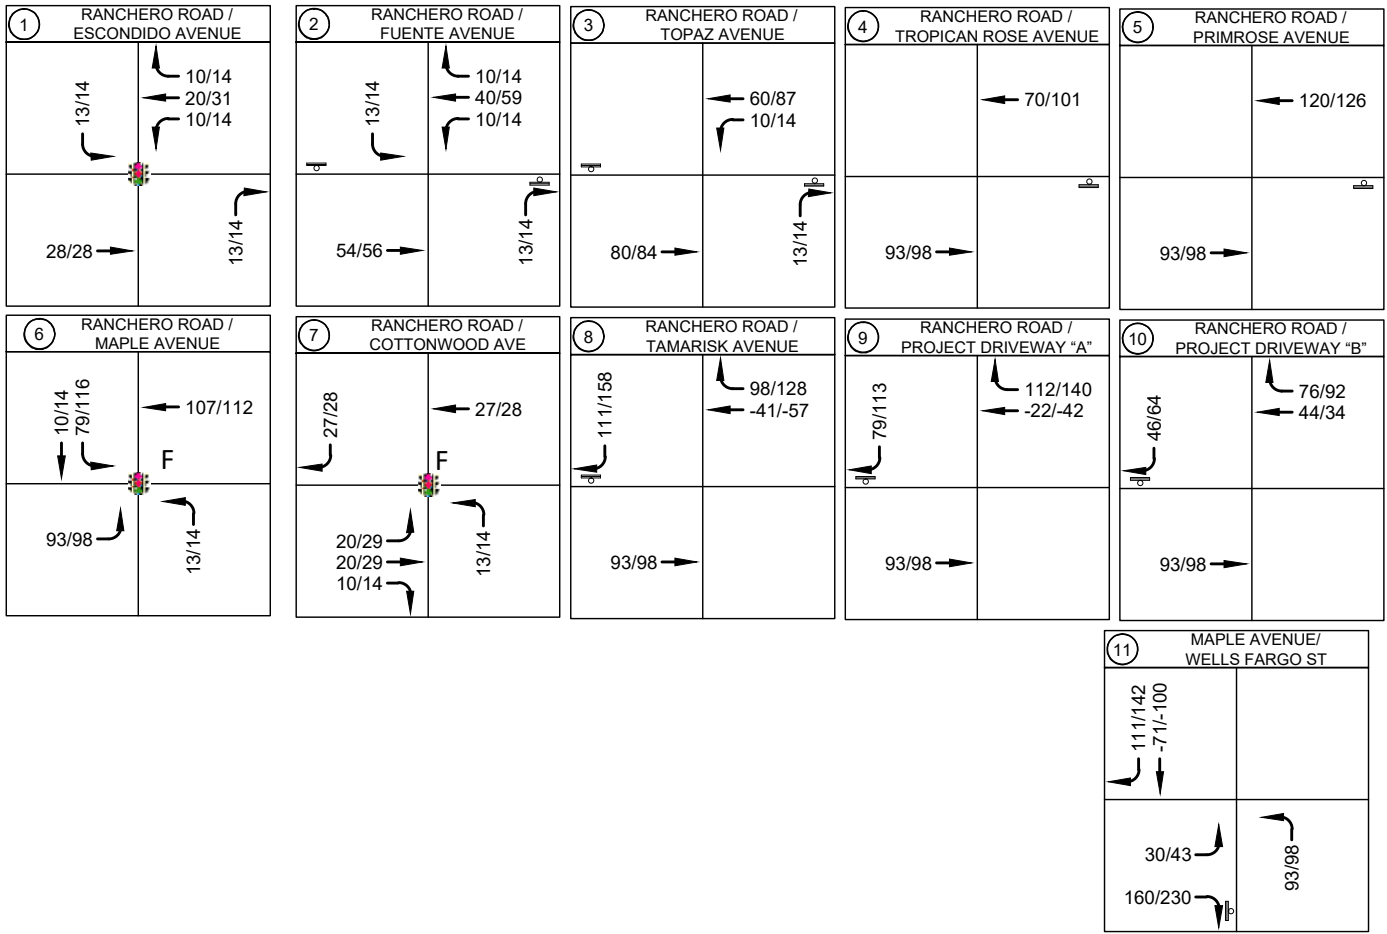 1
RANCHERO ROAD /
ESCONDIDO AVENUE
10/14
20/31
10/14
13/14
13/14
28/28
2
RANCHERO ROAD /
FUENTE AVENUE
10/14
40/59
10/14
13/14
13/14
54/56
3
RANCHERO ROAD /
TOPAZ AVENUE
60/87
10/14
13/14
80/84
4
RANCHERO ROAD /
TROPICAN ROSE AVENUE
70/101
93/98
5
RANCHERO ROAD /
PRIMROSE AVENUE
120/126
93/98
6
RANCHERO ROAD /
MAPLE AVENUE
10/14
79/116
107/112
F
93/98
13/14
7
RANCHERO ROAD /
COTTONWOOD AVE
27/28
27/28
F
20/29
20/29
10/14
13/14
8
RANCHERO ROAD /
TAMARISK AVENUE
111/158
98/128
-41/-57
93/98
9
RANCHERO ROAD /
PROJECT DRIVEWAY "A"
79/113
112/140
-22/-42
93/98
10
RANCHERO ROAD /
PROJECT DRIVEWAY "B"
46/64
76/92
44/34
93/98
11
MAPLE AVENUE/
WELLS FARGO ST
111/142
-71/-100
30/43
160/230
93/98